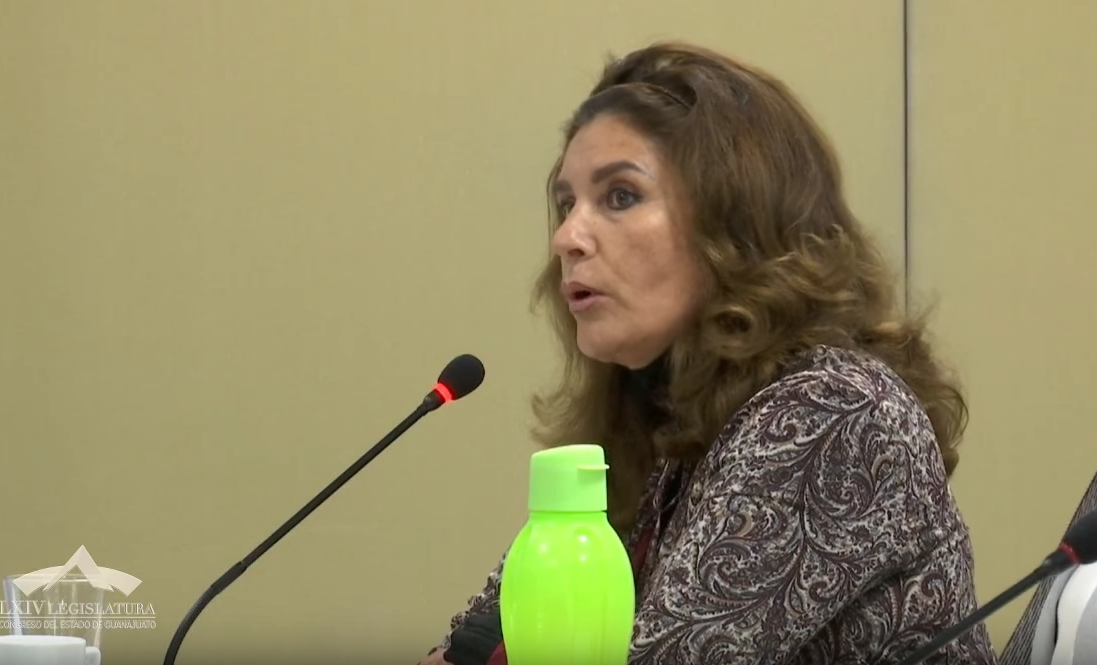 LXIV LEGISLATURA
CONGRESO DEL ESTADO DE GUANAJUATO